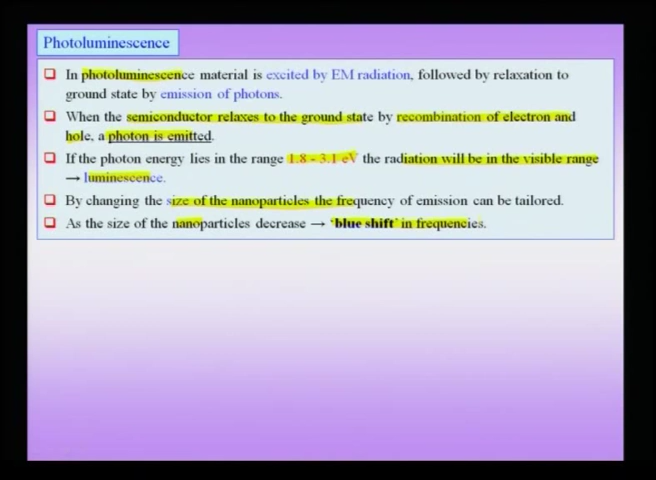 Photoluminescence
❑ In photoluminescence material is excited by EM radiation, followed by relaxation to
ground state by emission of photons.
❑ When the semiconductor relaxes to the ground state by recombination of electron and
hole, a photon is emitted.
❑ If the photon energy lies in the range 1.8 - 3.1 eV the radiation will be in the visible range
→ luminescence.
❑ By changing the size of the nanoparticles the frequency of emission can be tailored.
❑ As the size of the nanoparticles decrease → 'blue shift' in frequencies.